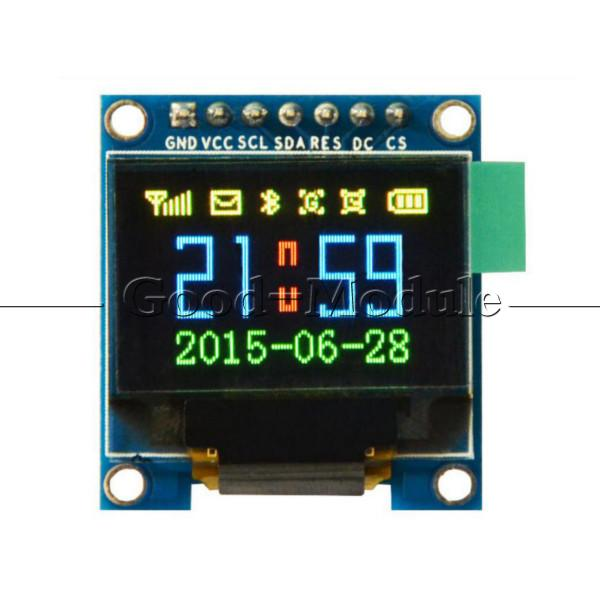 GND VCC SCL SDA RES DC CS
21:59
Good-Module
2015-06-28